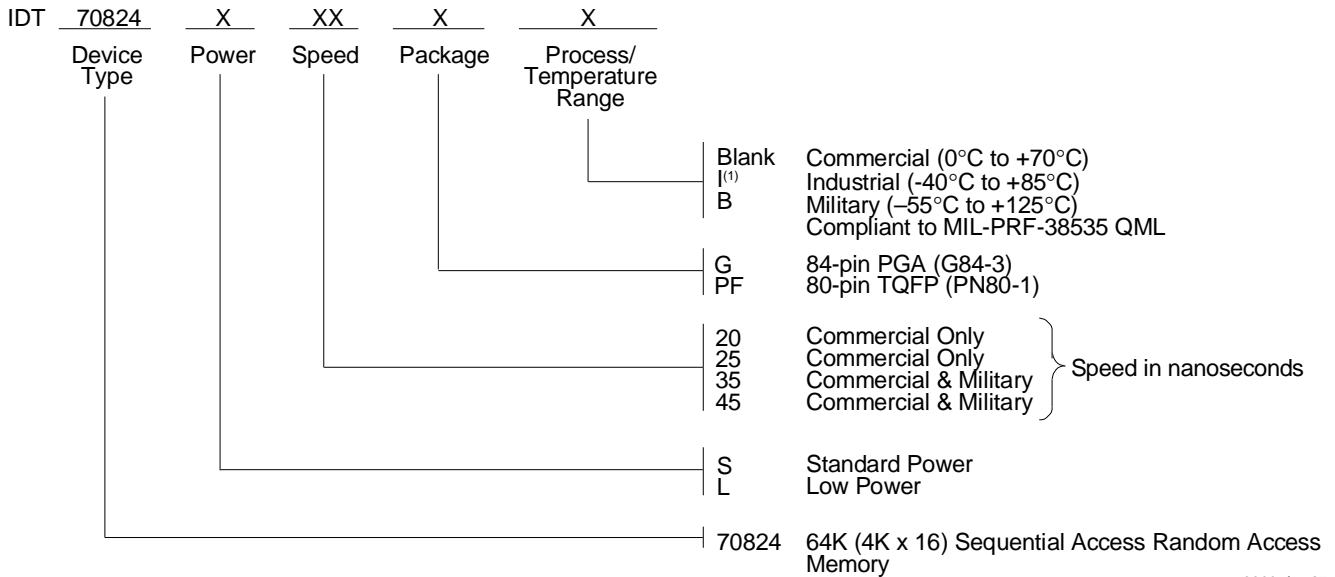 IDT 70824 X XX X X
Device Type Power Speed Package Process/ Temperature Range
Blank Commercial (0°C to +70°C)
I(1) Industrial (-40°C to +85°C)
B Military (–55°C to +125°C)
Compliant to MIL-PRF-38535 QML
G 84-pin PGA (G84-3)
PF 80-pin TQFP (PN80-1)
20 Commercial Only
25 Commercial Only
35 Commercial & Military
45 Commercial & Military
Speed in nanoseconds
S Standard Power
L Low Power
70824 64K (4K x 16) Sequential Access Random Access
Memory